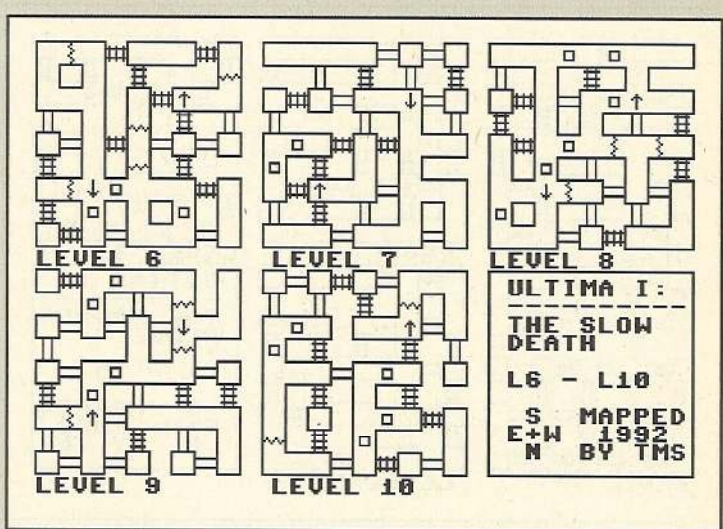 LEVEL 6
LEVEL 7
LEVEL 8
LEVEL 9
LEVEL 10
ULTIMA I:
---------
THE SLOW
DEATH
L6 - L10
S MAPPED
E+W 1992
N BY TMS